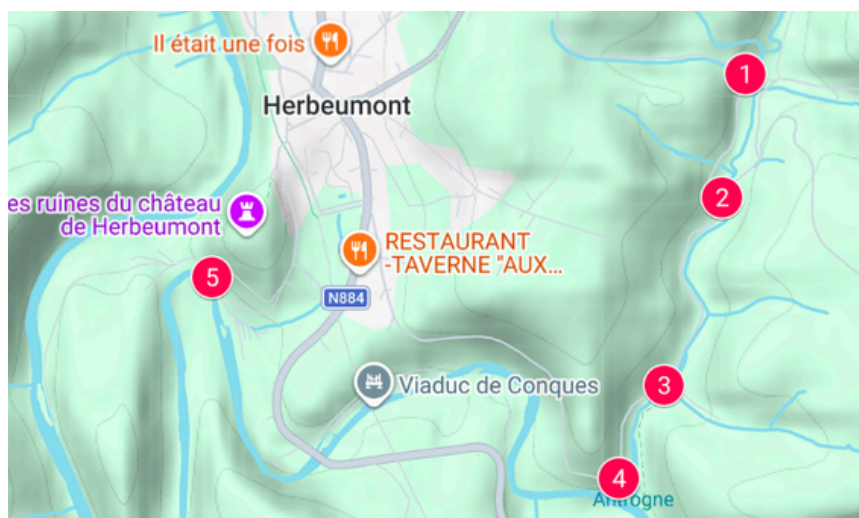 Il était une fois
Herbeumont
1
2
es ruines du château
de Herbeumont
RESTAURANT
-TAVERNE "AUX...
5
N884
Viaduc de Conques
3
4
Antrogne